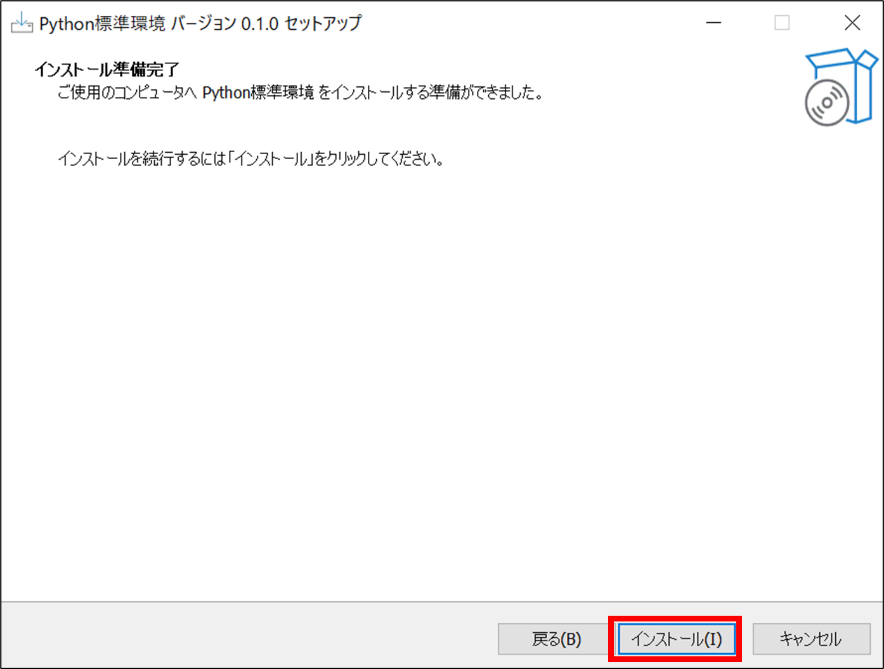 Python標準環境 バージョン 0.1.0 セットアップ
インストール準備完了
ご使用のコンピュータへ Python標準環境 をインストールする準備ができました。
インストールを続行するには「インストール」をクリックしてください。
戻る(B)
インストール(I)
キャンセル